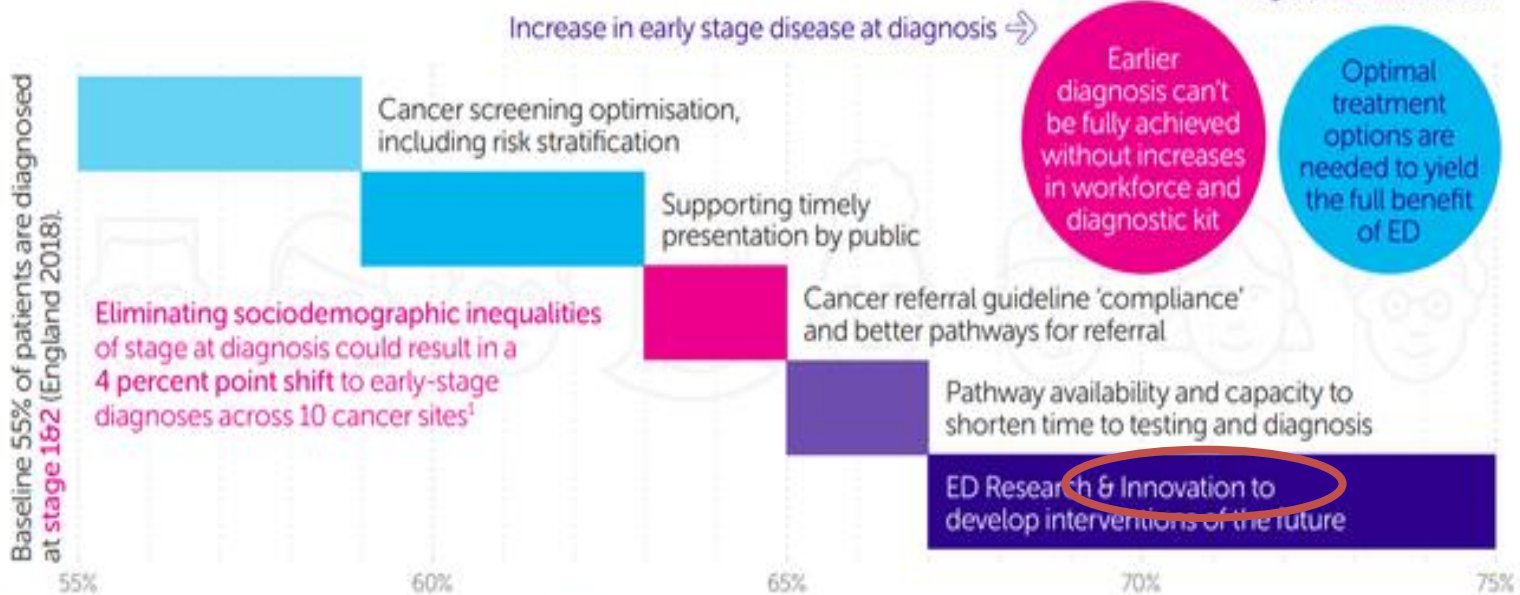 Increase in early stage disease at diagnosis
Earlier
diagnosis can't
be fully achieved
without increases
in workforce and
diagnostic kit
Optimal
treatment
options are
needed to yield
the full benefit
of ED
Baseline 55% of patients are diagnosed
at stage 1&2 (England 2018).
Cancer screening optimisation,
including risk stratification
Supporting timely
presentation by public
Cancer referral guideline 'compliance'
and better pathways for referral
Eliminating sociodemographic inequalities
of stage at diagnosis could result in a
4 percent point shift to early-stage
diagnoses across 10 cancer sites¹
Pathway availability and capacity to
shorten time to testing and diagnosis
ED Research & Innovation to
develop interventions of the future
55%
60%
65%
70%
75%